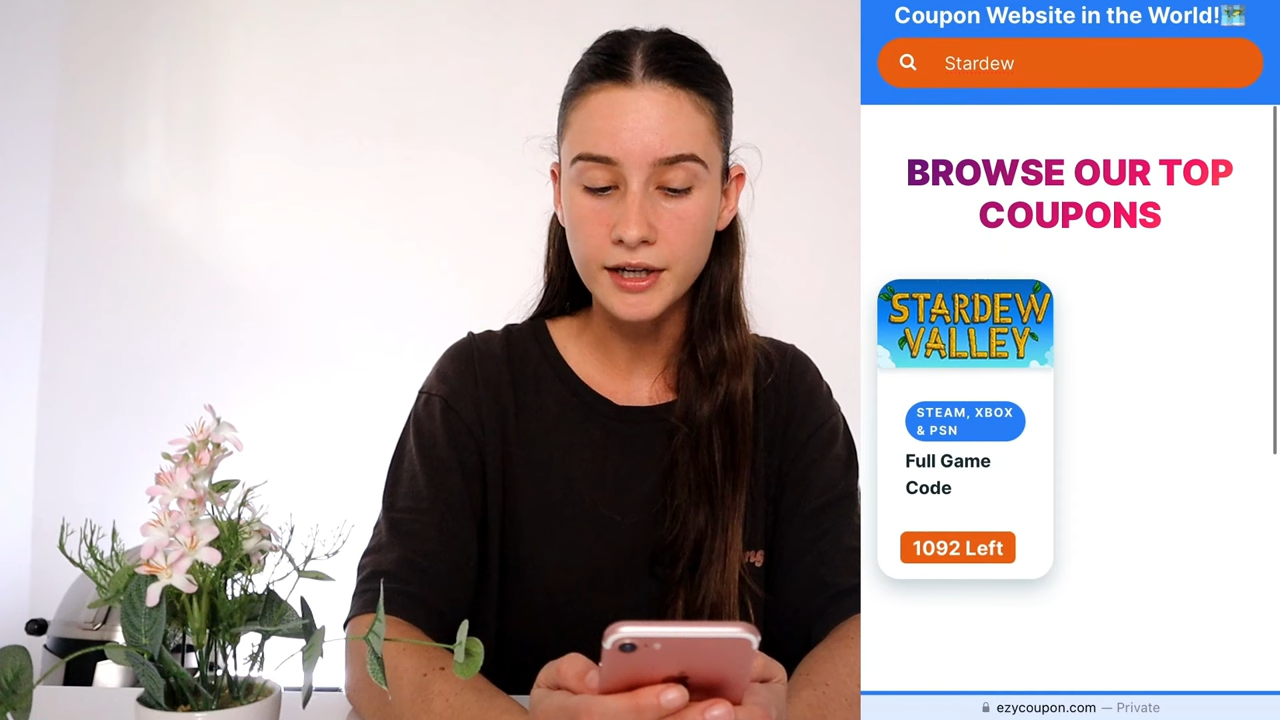 Coupon Website in the World!
Stardew
BROWSE OUR TOP
COUPONS
STARDEW
VALLEY
STEAM, XBOX
& PSN
Full Game
Code
1092 Left
ezycoupon.com — Private